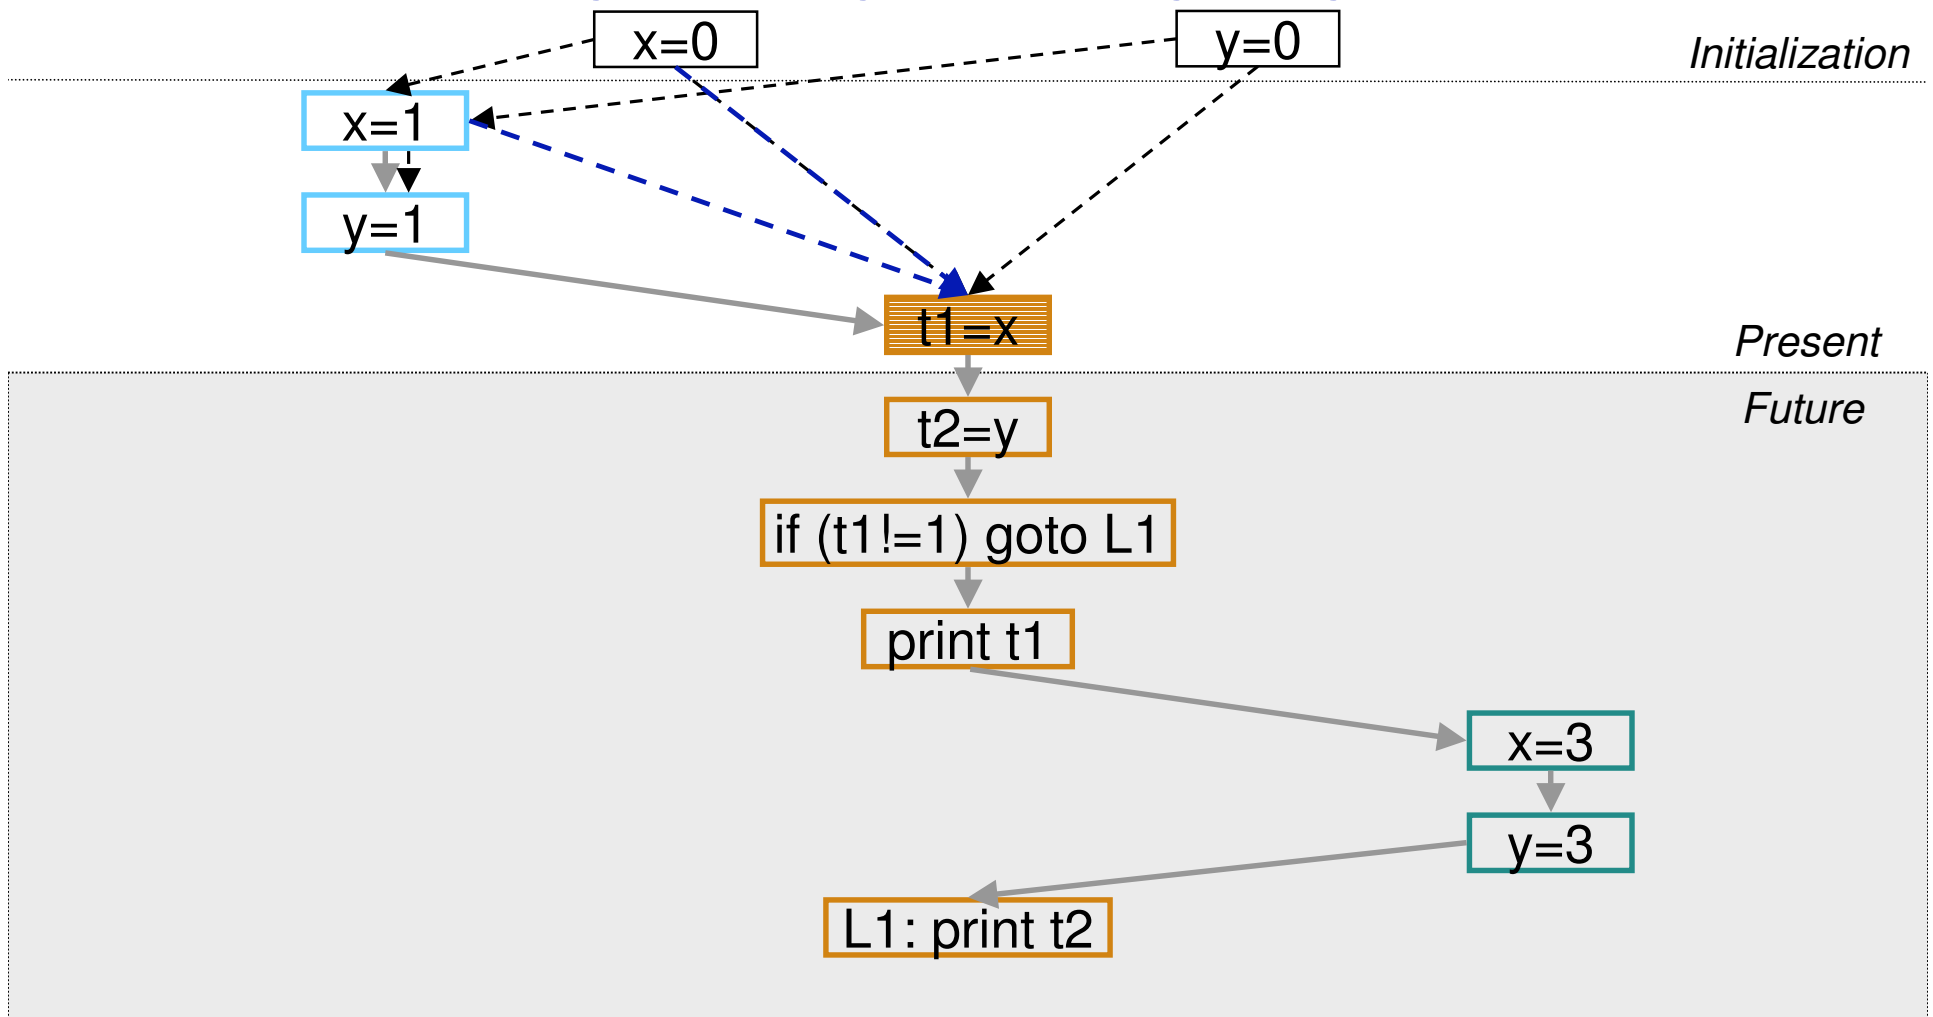 x=0
y=0
Initialization
x=1
y=1
t1=x
Present
Future
t2=y
if (t1!=1) goto L1
print t1
x=3
y=3
L1: print t2